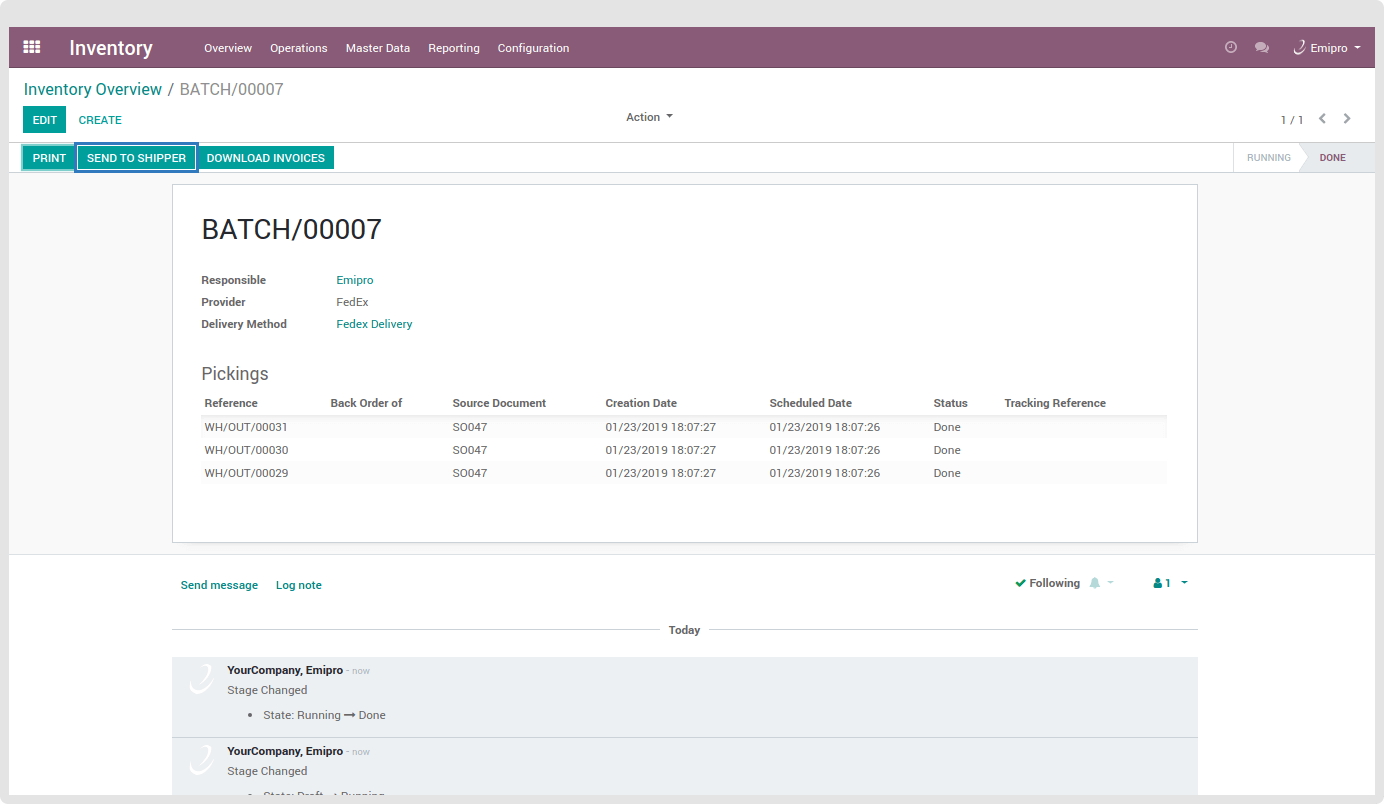 Inventory Overview Operations Master Data Reporting Configuration Emipro
Inventory Overview / BATCH/00007
EDIT CREATE Action 1 / 1
PRINT SEND TO SHIPPER DOWNLOAD INVOICES RUNNING DONE
BATCH/00007
Responsible Emipro
Provider FedEx
Delivery Method Fedex Delivery
Pickings
Reference Back Order of Source Document Creation Date Scheduled Date Status Tracking Reference
WH/OUT/00031 SO047 01/23/2019 18:07:27 01/23/2019 18:07:26 Done
WH/OUT/00030 SO047 01/23/2019 18:07:27 01/23/2019 18:07:26 Done
WH/OUT/00029 SO047 01/23/2019 18:07:27 01/23/2019 18:07:26 Done
Send message Log note Following 1
Today
YourCompany, Emipro - now
Stage Changed
• State: Running → Done
YourCompany, Emipro - now
Stage Changed
• State: Draft → Running